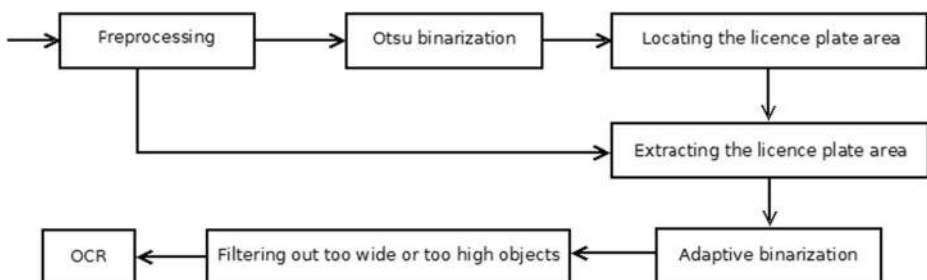 Freprocessing
Otsu binarization
Locating the licence plate area
Extracting the licence plate area
Adaptive binarization
Filtering out too wide or too high objects
OCR